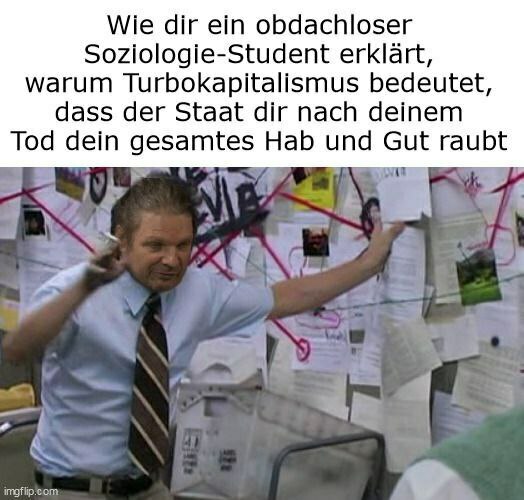 Wie dir ein obdachloser
Soziologie-Student erklärt,
warum Turbokapitalismus bedeutet,
dass der Staat dir nach deinem
Tod dein gesamtes Hab und Gut raubt
imgflip.com